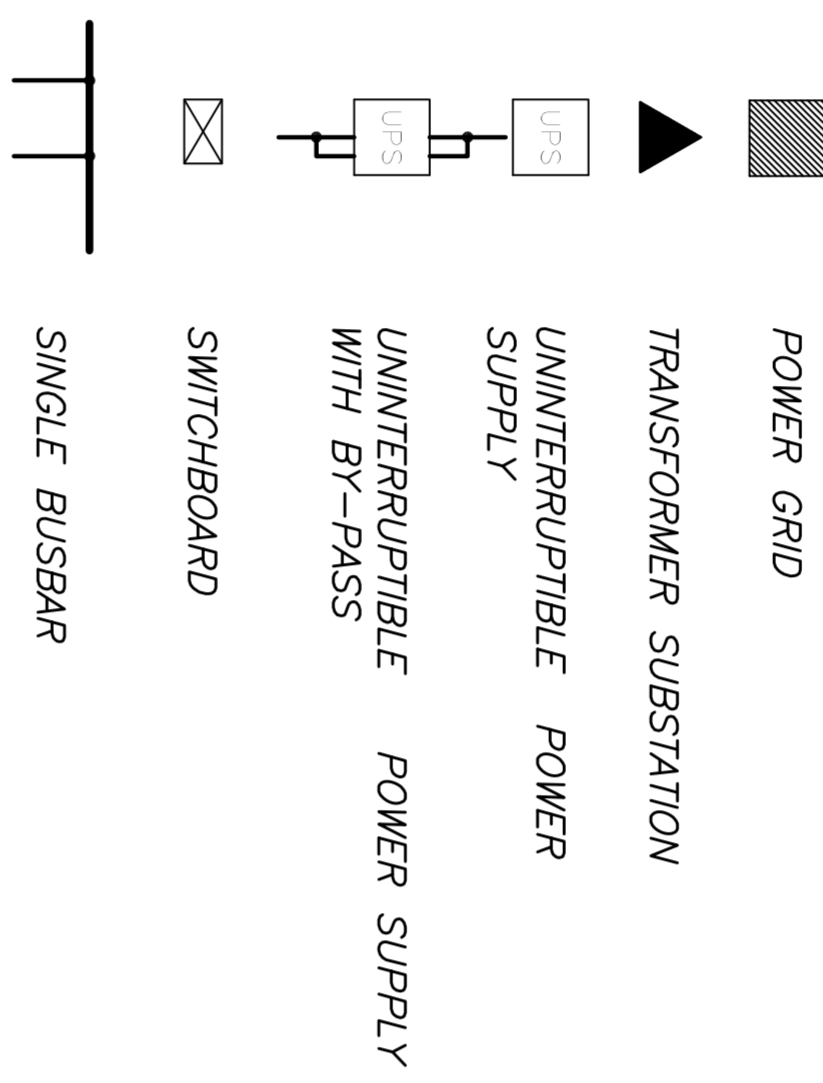 POWER GRID
TRANSFORMER SUBSTATION
UPS
UNINTERRUPTIBLE POWER
SUPPLY
UPS
UNINTERRUPTIBLE POWER SUPPLY
WITH BY-PASS
SWITCHBOARD
SINGLE BUSBAR